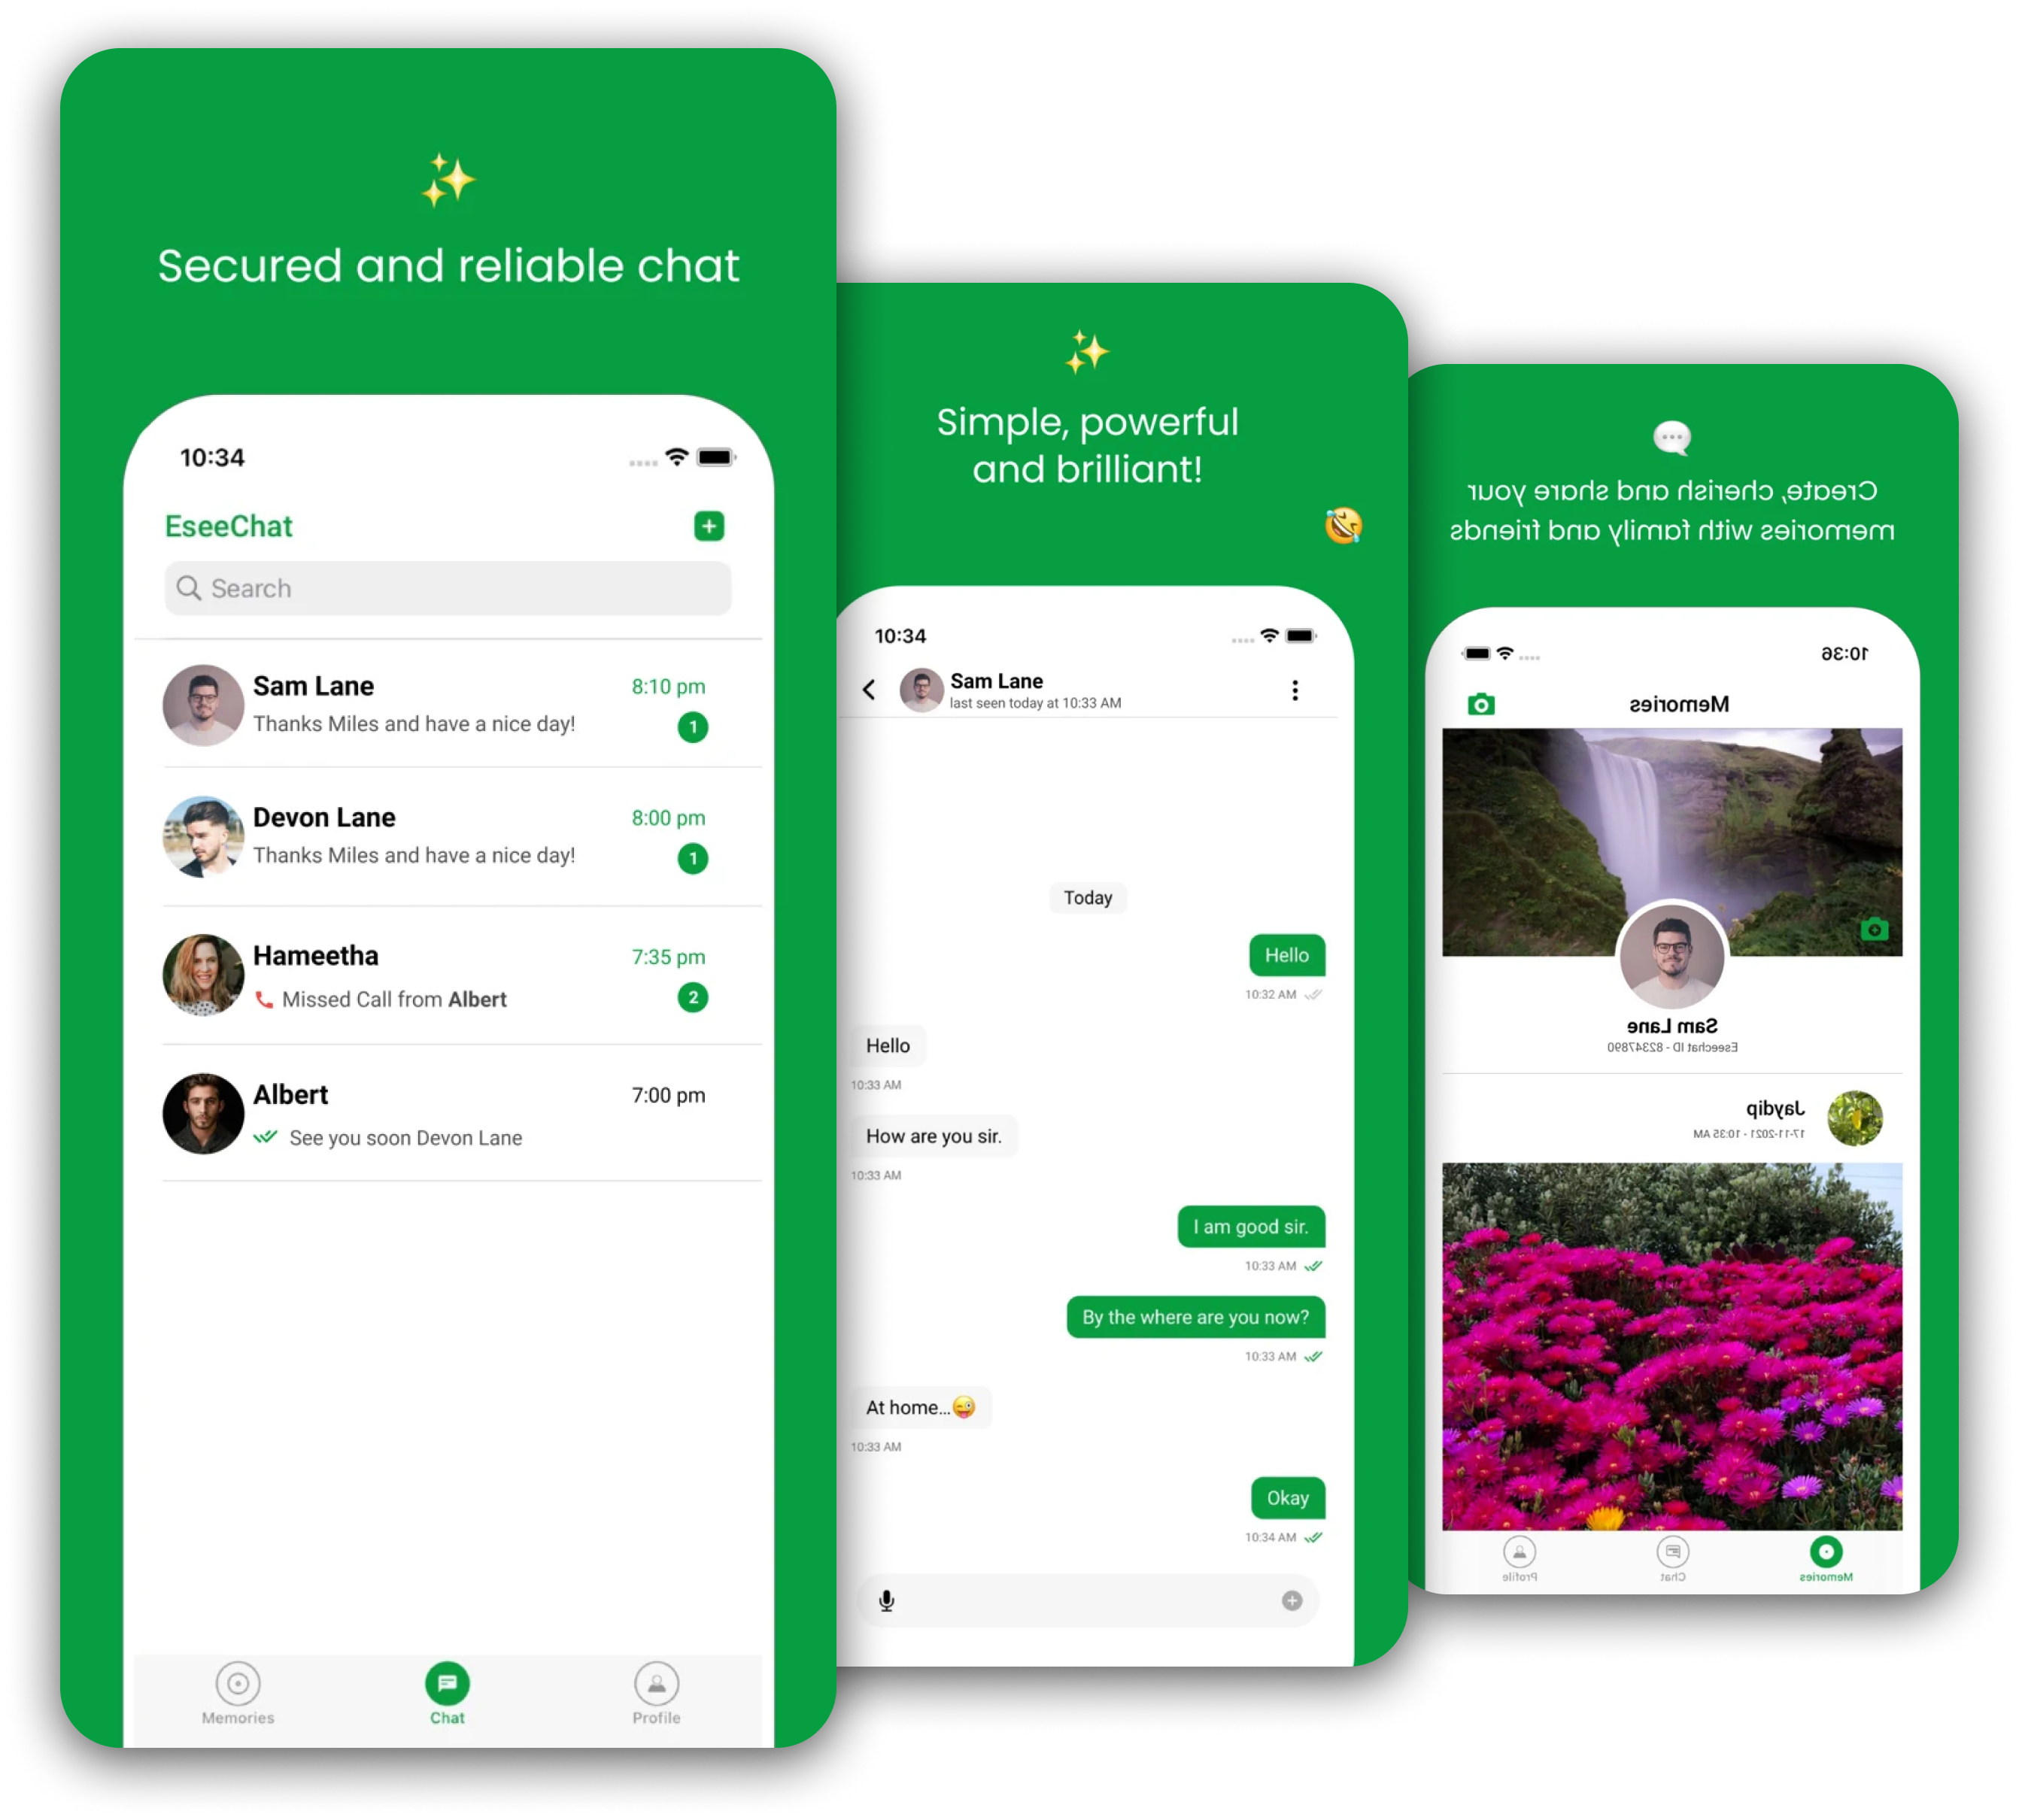 Secured and reliable chat
10:34
EseeChat
Search
Sam Lane
8:10 pm
Thanks Miles and have a nice day!
1
Devon Lane
8:00 pm
Thanks Miles and have a nice day!
1
Hameetha
7:35 pm
Missed Call from Albert
2
Albert
7:00 pm
See you soon Devon Lane
Memories
Chat
Profile
Simple, powerful
and brilliant!
10:34
Sam Lane
last seen today at 10:33 AM
Today
Hello
10:32 AM
Hello
10:33 AM
How are you sir.
10:33 AM
I am good sir.
10:33 AM
By the where are you now?
10:33 AM
At home...😜
10:33 AM
Okay
10:34 AM
Create, cherish and share your
memories with family and friends
10:36
Memories
Sam Lane
Eseechat ID - 82347890
Jaydip
17-11-2021 - 10:35 AM
Memories
Chat
Profile